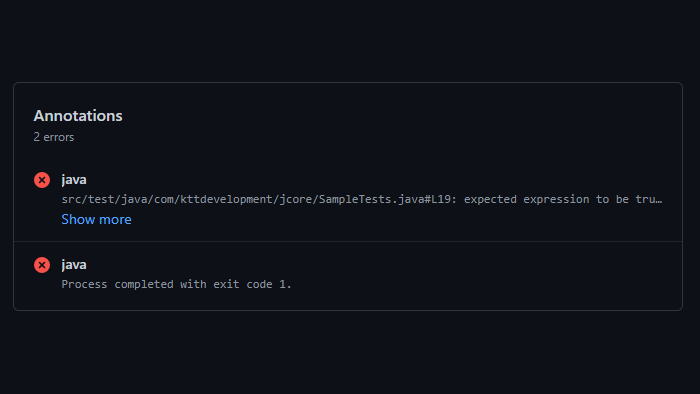 Annotations
2 errors
java
src/test/java/com/kttdevelopment/jcore/SampleTests.java#L19: expected expression to be tru…
Show more
java
Process completed with exit code 1.